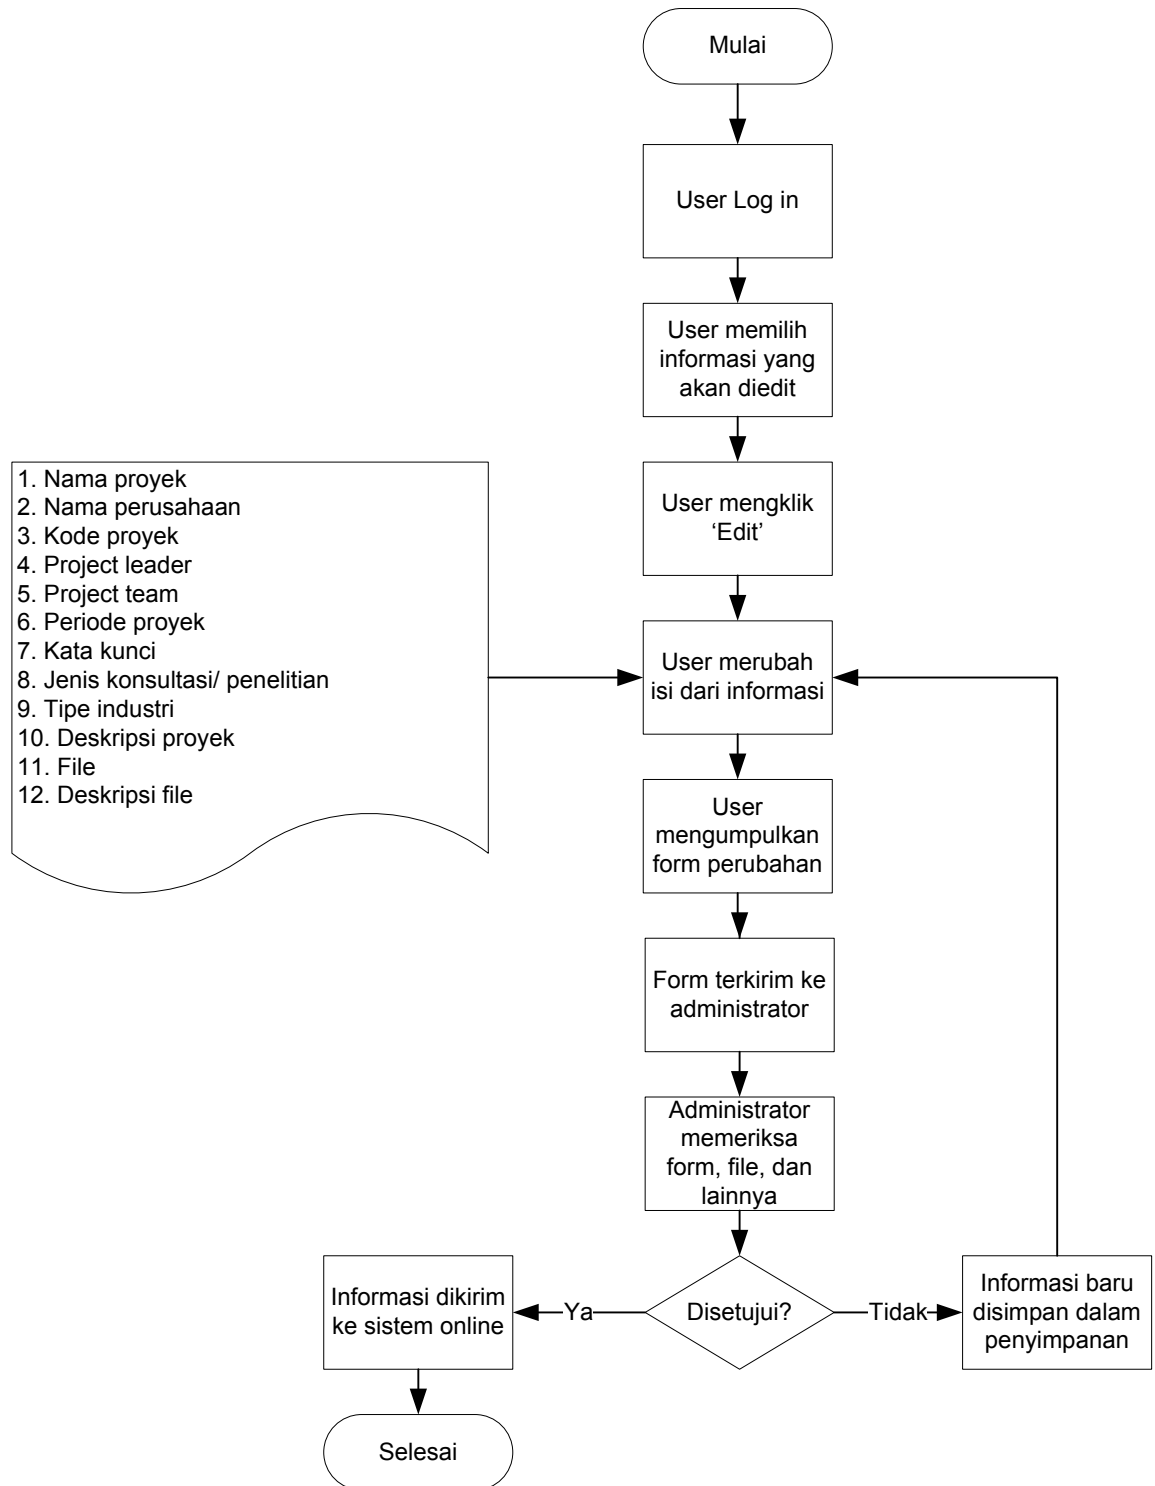 Mulai
User Log in
User memilih
informasi yang
akan diedit
User mengklik
‘Edit’
1. Nama proyek
2. Nama perusahaan
3. Kode proyek
4. Project leader
5. Project team
6. Periode proyek
7. Kata kunci
8. Jenis konsultasi/ penelitian
9. Tipe industri
10. Deskripsi proyek
11. File
12. Deskripsi file
User merubah
isi dari informasi
User
mengumpulkan
form perubahan
Form terkirim ke
administrator
Administrator
memeriksa
form, file, dan
lainnya
Disetujui?
Ya
Tidak
Informasi dikirim
ke sistem online
Informasi baru
disimpan dalam
penyimpanan
Selesai